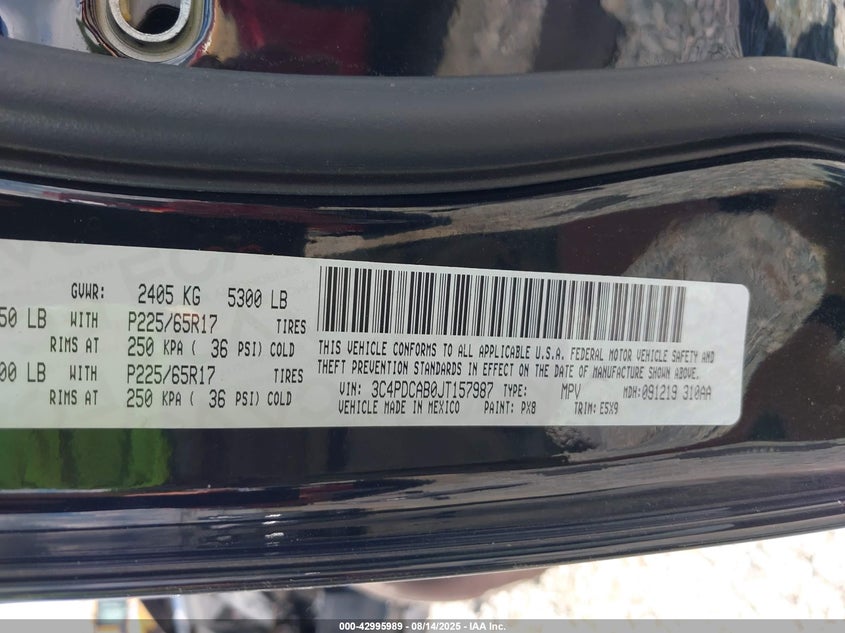 GVWR: 2405 KG 5300 LB
50 LB WITH P225/65R17 TIRES
RIMS AT 250 KPA ( 36 PSI) COLD
00 LB WITH P225/65R17 TIRES
RIMS AT 250 KPA ( 36 PSI) COLD
THIS VEHICLE CONFORMS TO ALL APPLICABLE U.S.A. FEDERAL MOTOR VEHICLE SAFETY AND
THEFT PREVENTION STANDARDS IN EFFECT ON THE DATE OF MANUFACTURE SHOWN ABOVE.
VIN: 3C4PDCAB0JT157987 TYPE: MPV MDH:091219 310AA
VEHICLE MADE IN MEXICO PAINT: PX8 TRIM: E5X9
000-42995989 - 08/14/2025 - IAA Inc.